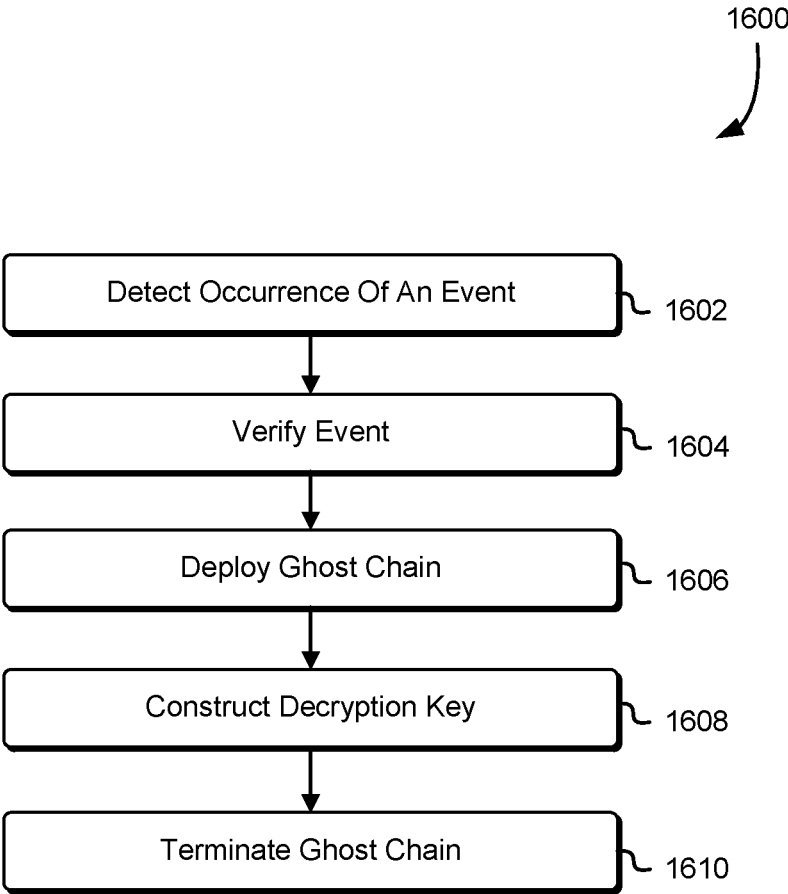 1600
Detect Occurrence Of An Event
1602
Verify Event
1604
Deploy Ghost Chain
1606
Construct Decryption Key
1608
Terminate Ghost Chain
1610